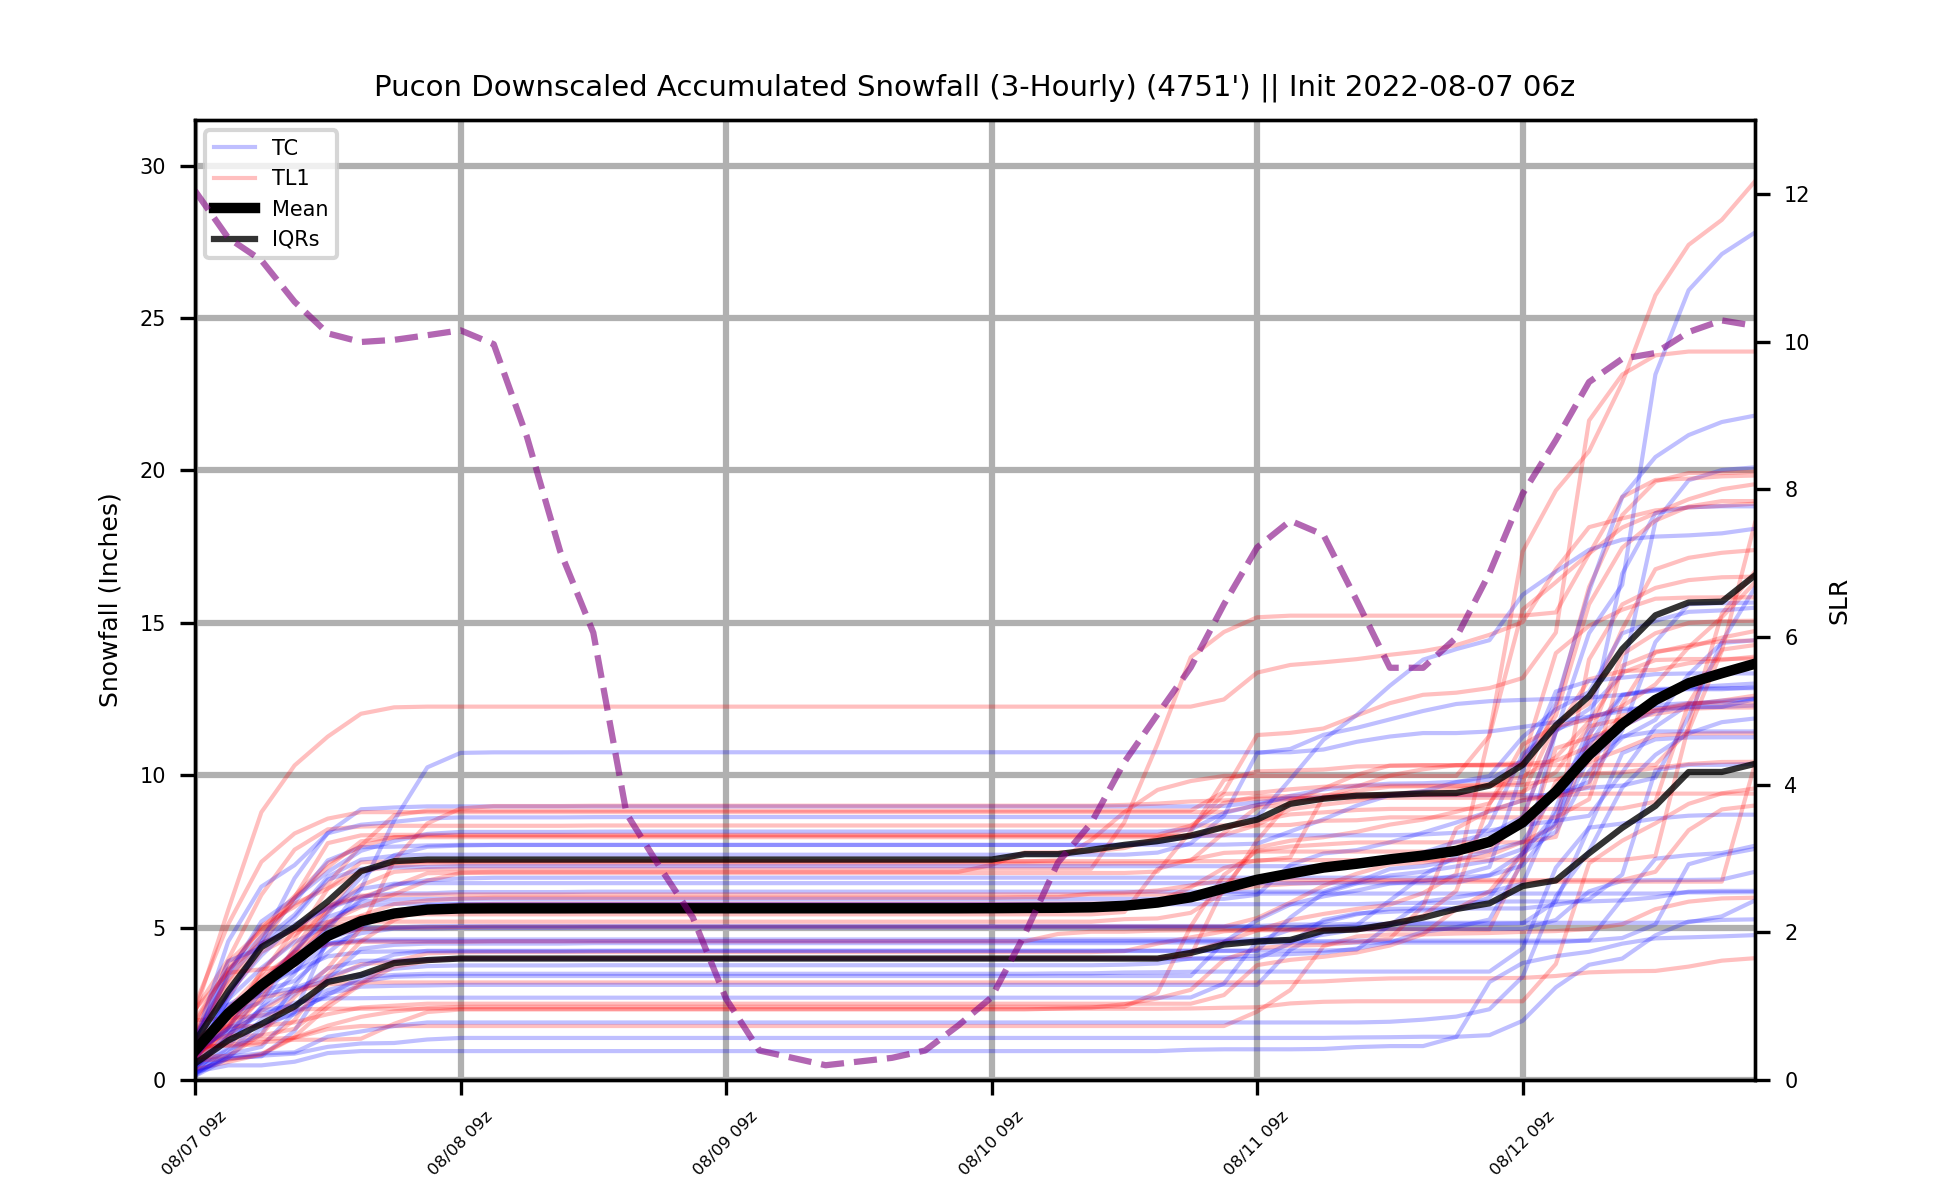 Pucon Downscaled Accumulated Snowfall (3-Hourly) (4751') || Init 2022-08-07 06z
TC
TL1
Mean
IQRs
30
25
20
15
10
5
0
Snowfall (Inches)
12
10
8
6
4
2
0
SLR
08/07 09z
08/08 09z
08/09 09z
08/10 09z
08/11 09z
08/12 09z